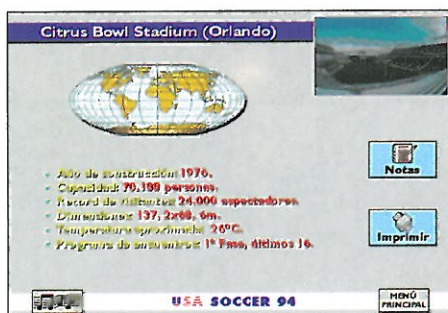 Citrus Bowl Stadium (Orlando)
Año de construcción: 1976.
Capacidad: 70.188 personas.
Record de visitantes: 24.000 espectadores.
Dimensiones: 137, 2x68, 6m.
Temperatura aproximada: 26ºC.
Programa de encuentros: 1ª Fase, últimos 16.
Notas
Imprimir
USA SOCCER 94
MENÚ
PRINCIPAL